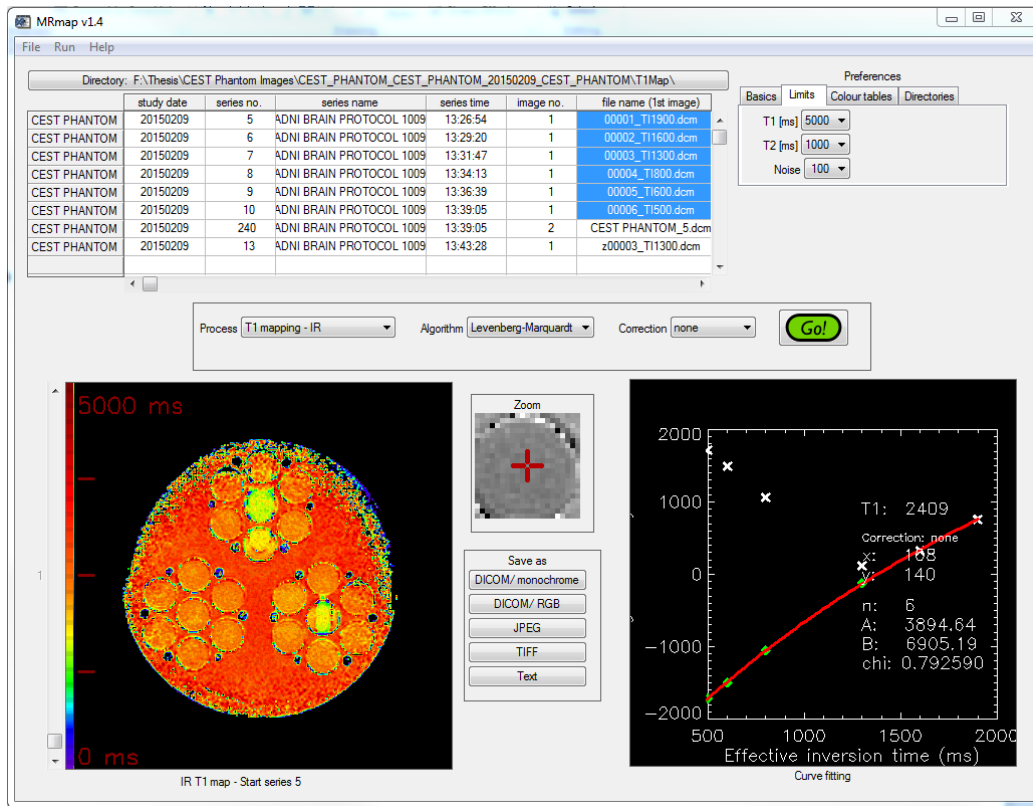 MRmap v1.4
File Run Help
Directory: F:\Thesis\CEST Phantom Images\CEST_PHANTOM_CEST_PHANTOM_20150209_CEST_PHANTOM\T1Map\
Preferences
Basics Limits Colour tables Directories
T1 [ms] 5000
T2 [ms] 1000
Noise 100
study date series no. series name series time image no. file name (1st image)
CEST PHANTOM 20150209 5 ADNI BRAIN PROTOCOL 1009 13:26:54 1 00001_TI1900.dcm
CEST PHANTOM 20150209 6 ADNI BRAIN PROTOCOL 1009 13:29:20 1 00002_TI1600.dcm
CEST PHANTOM 20150209 7 ADNI BRAIN PROTOCOL 1009 13:31:47 1 00003_TI1300.dcm
CEST PHANTOM 20150209 8 ADNI BRAIN PROTOCOL 1009 13:34:13 1 00004_TI800.dcm
CEST PHANTOM 20150209 9 ADNI BRAIN PROTOCOL 1009 13:36:39 1 00005_TI600.dcm
CEST PHANTOM 20150209 10 ADNI BRAIN PROTOCOL 1009 13:39:05 1 00006_TI500.dcm
CEST PHANTOM 20150209 240 ADNI BRAIN PROTOCOL 1009 13:39:05 2 CEST PHANTOM_5.dcm
CEST PHANTOM 20150209 13 ADNI BRAIN PROTOCOL 1009 13:43:28 1 z00003_TI1300.dcm
Process T1 mapping - IR Algorithm Levenberg-Marquardt Correction none Go!
5000 ms
1
0 ms
IR T1 map - Start series 5
Zoom
Save as
DICOM/ monochrome
DICOM/ RGB
JPEG
TIFF
Text
2000
1000
0
-1000
-2000
500 1000 1500 2000
T1: 2409
Correction: none
x: 168
y: 140
n: 6
A: 3894.64
B: 6905.19
chi: 0.792590
Effective inversion time (ms)
Curve fitting